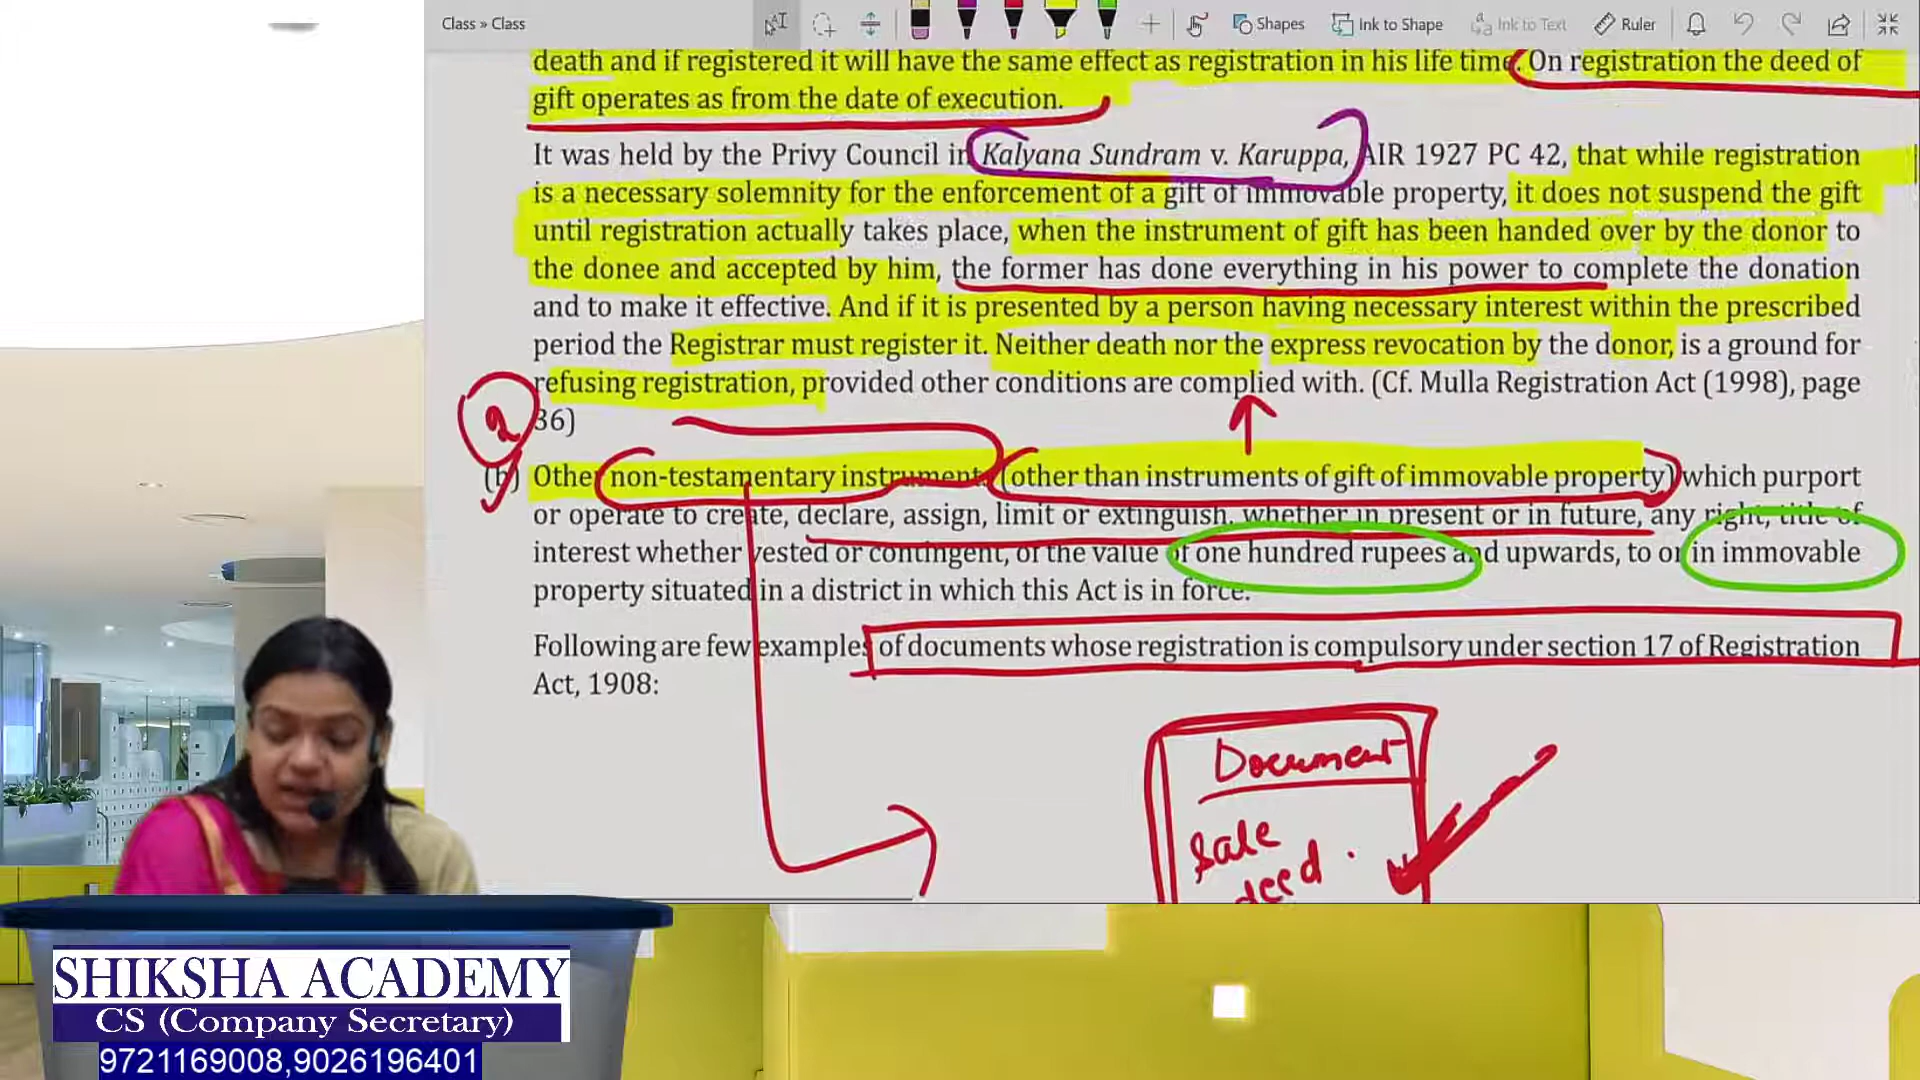 Class » Class
Shapes
Ink to Shape
Ink to Text
Ruler
death and if registered it will have the same effect as registration in his life time. On registration the deed of
gift operates as from the date of execution.
It was held by the Privy Council in Kalyana Sundram v. Karuppa, AIR 1927 PC 42, that while registration
is a necessary solemnity for the enforcement of a gift of immovable property, it does not suspend the gift
until registration actually takes place, when the instrument of gift has been handed over by the donor to
the donee and accepted by him, the former has done everything in his power to complete the donation
and to make it effective. And if it is presented by a person having necessary interest within the prescribed
period the Registrar must register it. Neither death nor the express revocation by the donor, is a ground for
refusing registration, provided other conditions are complied with. (Cf. Mulla Registration Act (1998), page
36)
2
(b) Other non-testamentary instruments (other than instruments of gift of immovable property) which purport
or operate to create, declare, assign, limit or extinguish, whether in present or in future, any right, title of
interest whether vested or contingent, of the value of one hundred rupees and upwards, to or in immovable
property situated in a district in which this Act is in force.
Following are few examples of documents whose registration is compulsory under section 17 of Registration
Act, 1908:
Document
Sale
deed.
SHIKSHA ACADEMY
CS (Company Secretary)
9721169008,9026196401